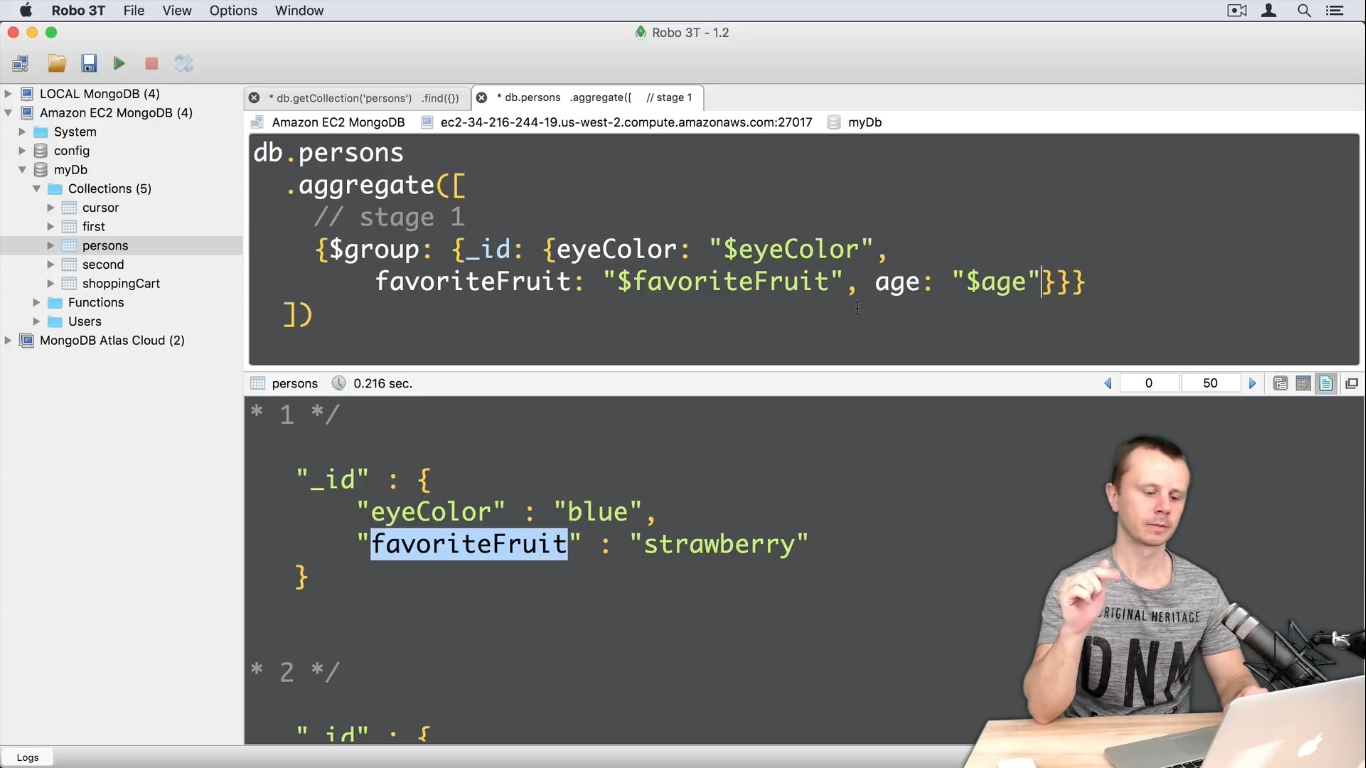 Robo 3T File View Options Window
Robo 3T - 1.2
LOCAL MongoDB (4)
Amazon EC2 MongoDB (4)
System
config
myDb
Collections (5)
cursor
first
persons
second
shoppingCart
Functions
Users
MongoDB Atlas Cloud (2)
* db.getCollection('persons') .find({}) * db.persons .aggregate([ // stage 1
Amazon EC2 MongoDB ec2-34-216-244-19.us-west-2.compute.amazonaws.com:27017 myDb
db.persons
.aggregate([
// stage 1
{$group: {_id: {eyeColor: "$eyeColor",
favoriteFruit: "$favoriteFruit", age: "$age"}}}
])
persons 0.216 sec. 0 50
* 1 */
"_id" : {
"eyeColor" : "blue",
"favoriteFruit" : "strawberry"
}
* 2 */
"_id" : {
ORIGINAL HERITAGE
Logs